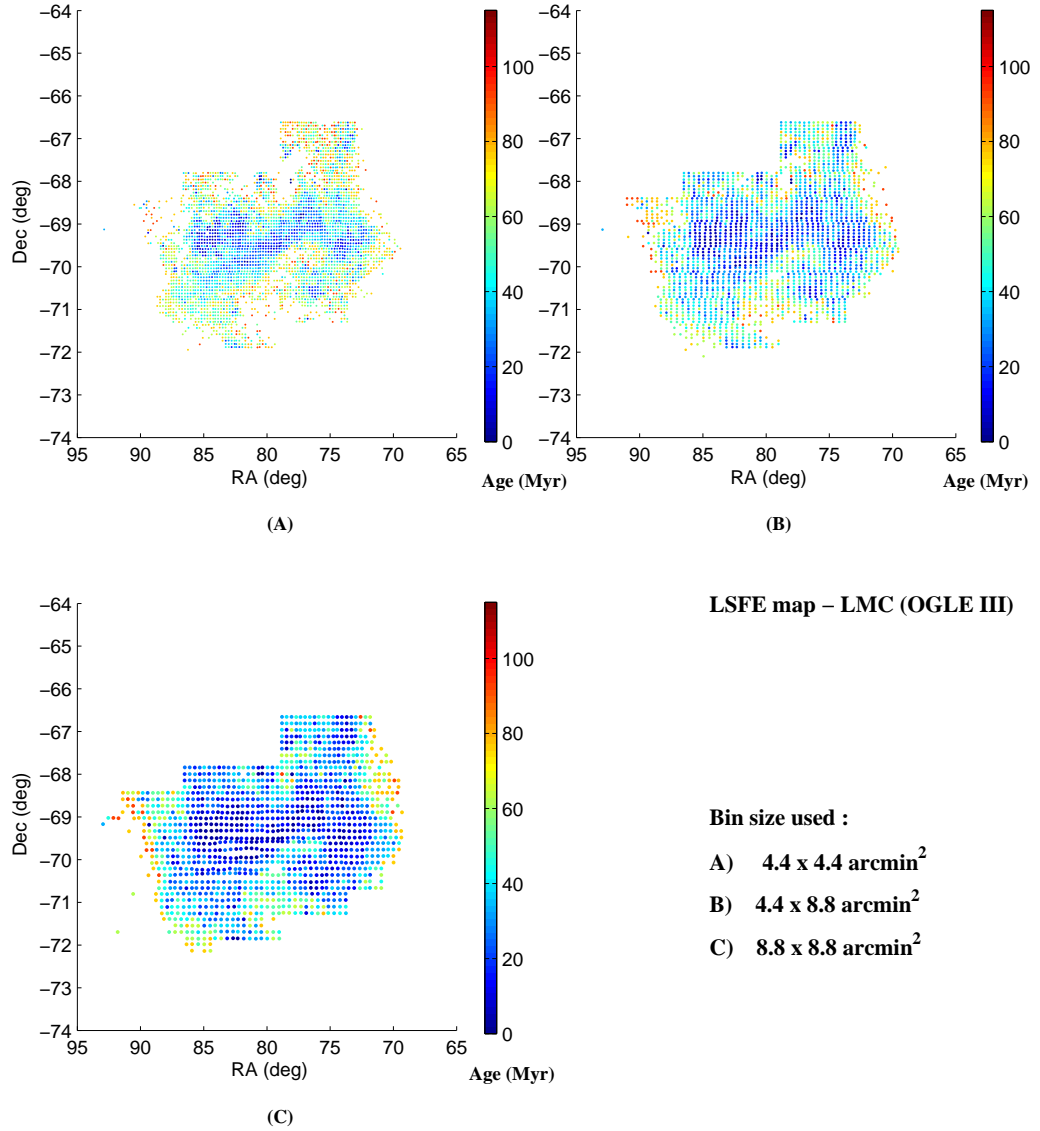 −64
−65
−66
−67
−68
−69
−70
−71
−72
−73
−74
Dec (deg)
95 90 85 80 75 70 65
RA (deg)
100
80
60
40
20
0
Age (Myr)
(A)
−64
−65
−66
−67
−68
−69
−70
−71
−72
−73
−74
95 90 85 80 75 70 65
RA (deg)
100
80
60
40
20
0
Age (Myr)
(B)
−64
−65
−66
−67
−68
−69
−70
−71
−72
−73
−74
Dec (deg)
95 90 85 80 75 70 65
RA (deg)
100
80
60
40
20
0
Age (Myr)
(C)
LSFE map – LMC (OGLE III)
Bin size used :
A) 4.4 x 4.4 arcmin²
B) 4.4 x 8.8 arcmin²
C) 8.8 x 8.8 arcmin²